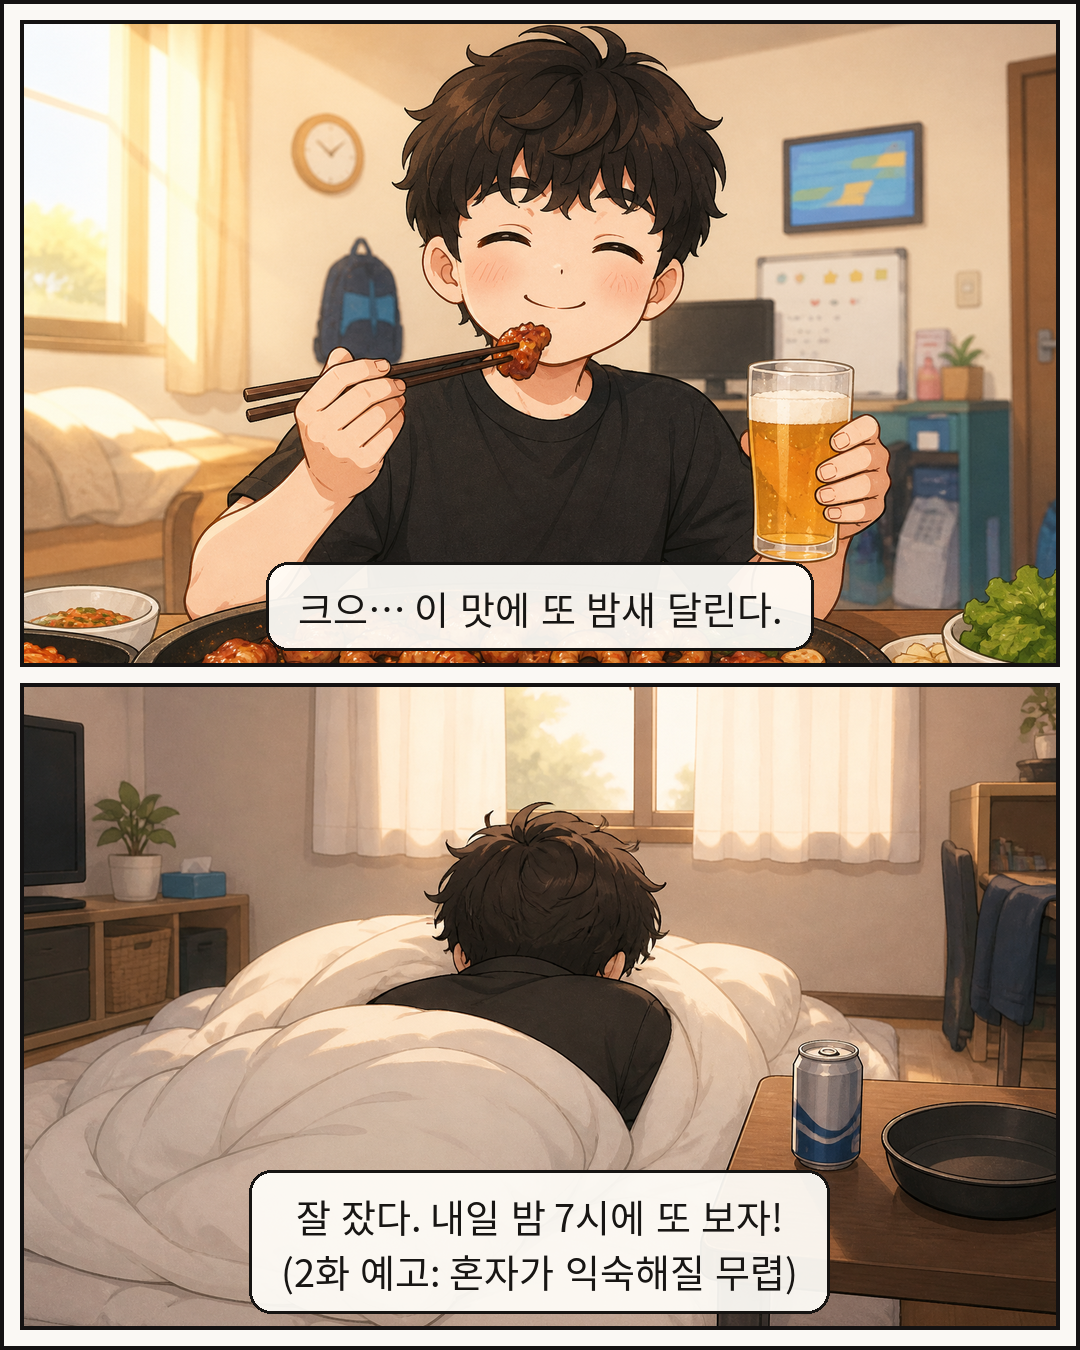 크으… 이 맛에 또 밤새 달린다.
잘 잤다. 내일 밤 7시에 또 보자!
(2화 예고: 혼자가 익숙해질 무렵)